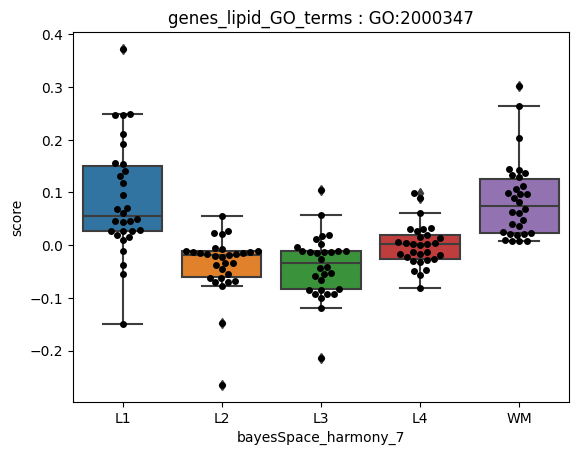 genes_lipid_GO_terms : GO:2000347
score
0.4
0.3
0.2
0.1
0.0
−0.1
−0.2
L1 L2 L3 L4 WM
bayesSpace_harmony_7